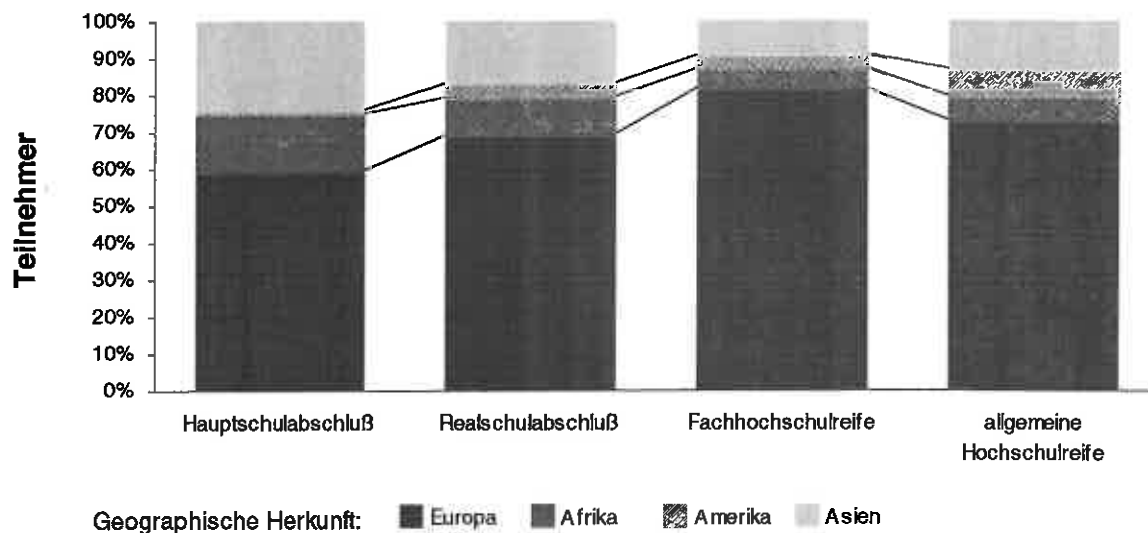 100%
90%
80%
70%
60%
50%
40%
30%
20%
10%
0%
Teilnehmer
Hauptschulabschluß
Realschulabschluß
Fachhochschulreife
allgemeine
Hochschulreife
Geographische Herkunft: Europa Afrika Amerika Asien